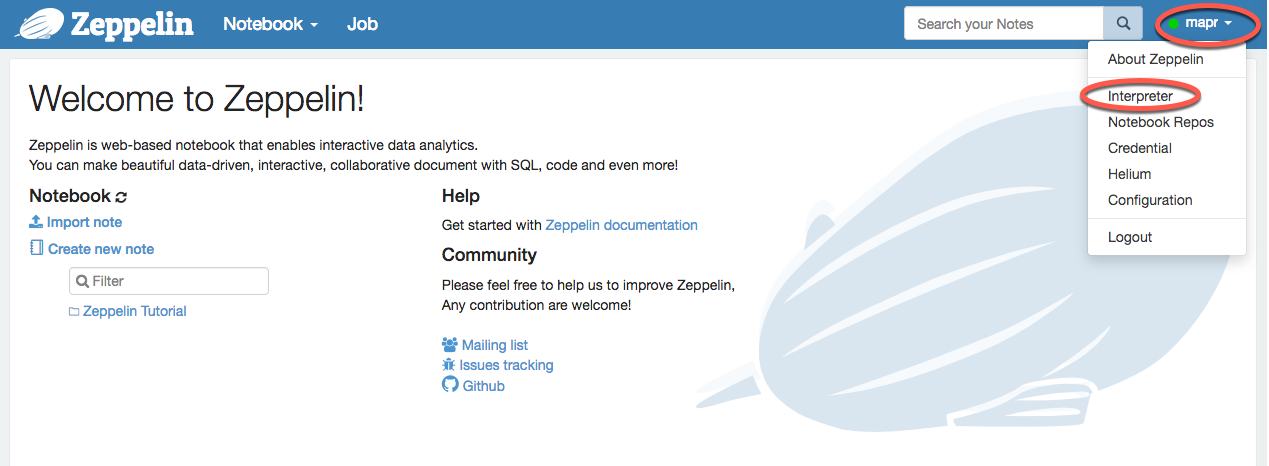 Zeppelin Notebook Job Search your Notes mapr
About Zeppelin
Interpreter
Notebook Repos
Credential
Helium
Configuration
Logout
Welcome to Zeppelin!
Zeppelin is web-based notebook that enables interactive data analytics.
You can make beautiful data-driven, interactive, collaborative document with SQL, code and even more!
Notebook
Import note
Create new note
Filter
Zeppelin Tutorial
Help
Get started with Zeppelin documentation
Community
Please feel free to help us to improve Zeppelin,
Any contribution are welcome!
Mailing list
Issues tracking
Github